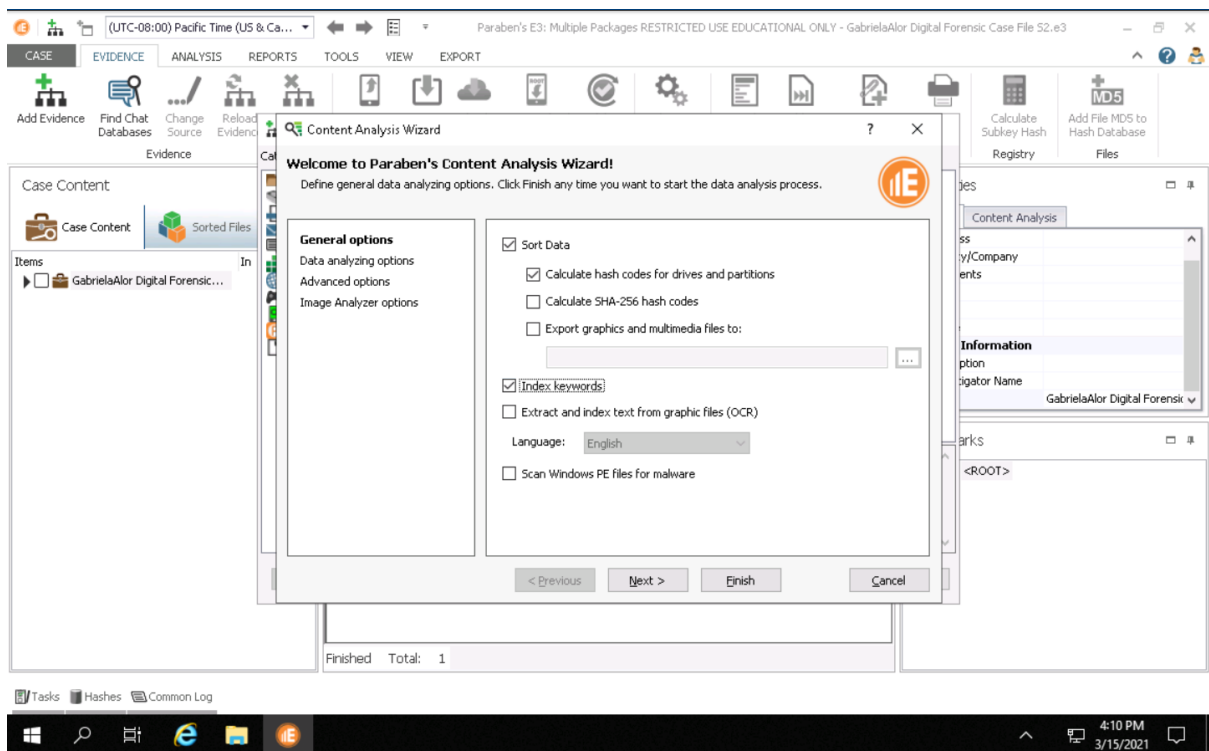 (UTC-08:00) Pacific Time (US & Ca...
Paraben's E3: Multiple Packages RESTRICTED USE EDUCATIONAL ONLY - GabrielaAlor Digital Forensic Case File S2.e3
CASE EVIDENCE ANALYSIS REPORTS TOOLS VIEW EXPORT
Add Evidence
Find Chat Databases
Change Source
Reload Evidenc
Calculate Subkey Hash
MD5
Add File MD5 to Hash Database
Evidence
Registry
Files
Cat
Case Content
Case Content
Sorted Files
Items In
GabrielaAlor Digital Forensic...
Content Analysis Wizard
? ×
Welcome to Paraben's Content Analysis Wizard!
Define general data analyzing options. Click Finish any time you want to start the data analysis process.
General options
Data analyzing options
Advanced options
Image Analyzer options
Sort Data
Calculate hash codes for drives and partitions
Calculate SHA-256 hash codes
Export graphics and multimedia files to:
...
Index keywords
Extract and index text from graphic files (OCR)
Language: English
Scan Windows PE files for malware
< Previous
Next >
Finish
Cancel
ies
Content Analysis
ss
y/Company
ents
Information
ption
tigator Name
GabrielaAlor Digital Forensic
arks
<ROOT>
Finished Total: 1
Tasks Hashes Common Log
4:10 PM
3/15/2021